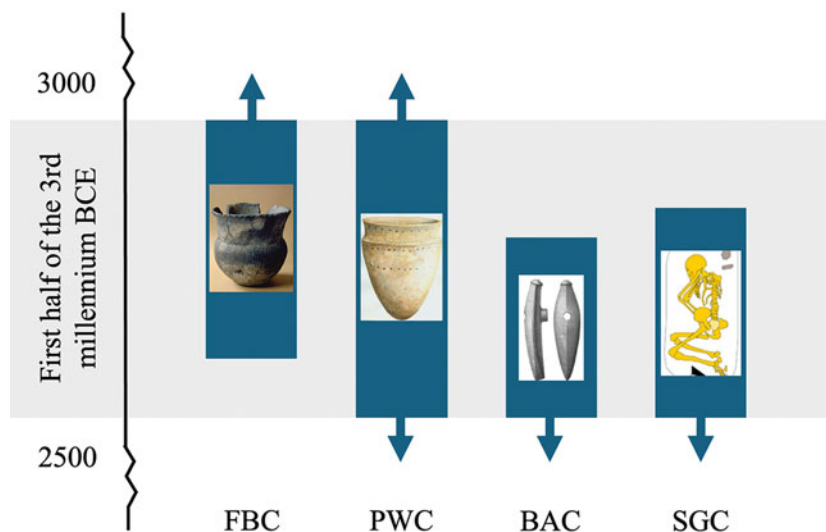 3000
First half of the 3rd
millennium BCE
2500
FBC PWC BAC SGC